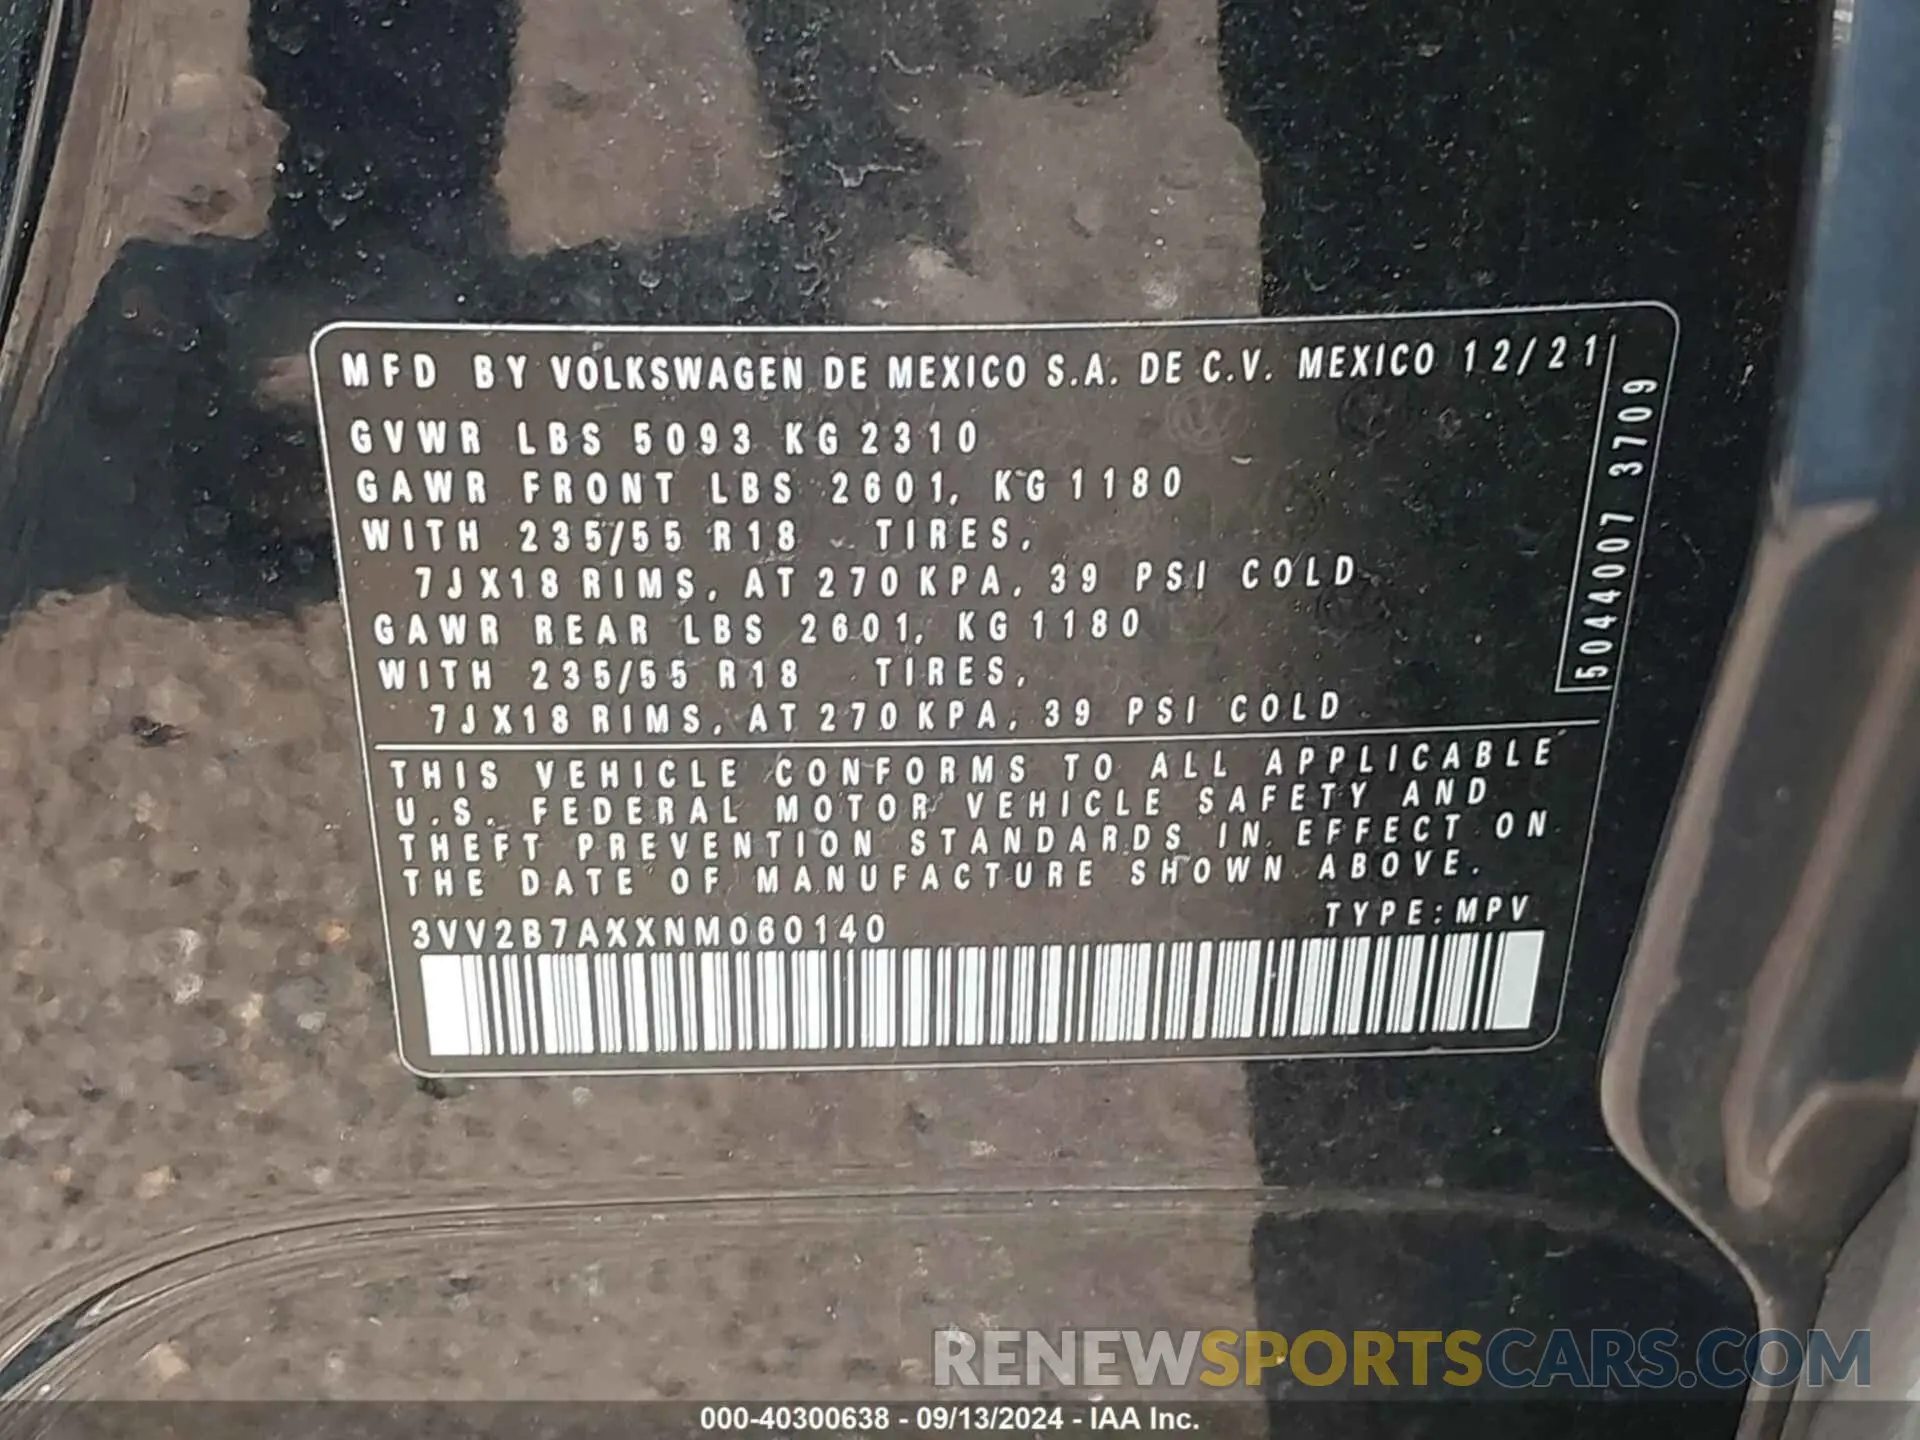 MFD BY VOLKSWAGEN DE MEXICO S.A. DE C.V. MEXICO 12/21
GVWR LBS 5093 KG 2310
GAWR FRONT LBS 2601, KG 1180
WITH 235/55 R18 TIRES,
7JX18 RIMS, AT 270 KPA, 39 PSI COLD
GAWR REAR LBS 2601, KG 1180
WITH 235/55 R18 TIRES,
7JX18 RIMS, AT 270 KPA, 39 PSI COLD
5044007 3709
THIS VEHICLE CONFORMS TO ALL APPLICABLE
U.S. FEDERAL MOTOR VEHICLE SAFETY AND
THEFT PREVENTION STANDARDS IN EFFECT ON
THE DATE OF MANUFACTURE SHOWN ABOVE.
3VV2B7AXXNM060140 TYPE: MPV
RENEWSPORTSCARS.COM
000-40300638 - 09/13/2024 - IAA Inc.